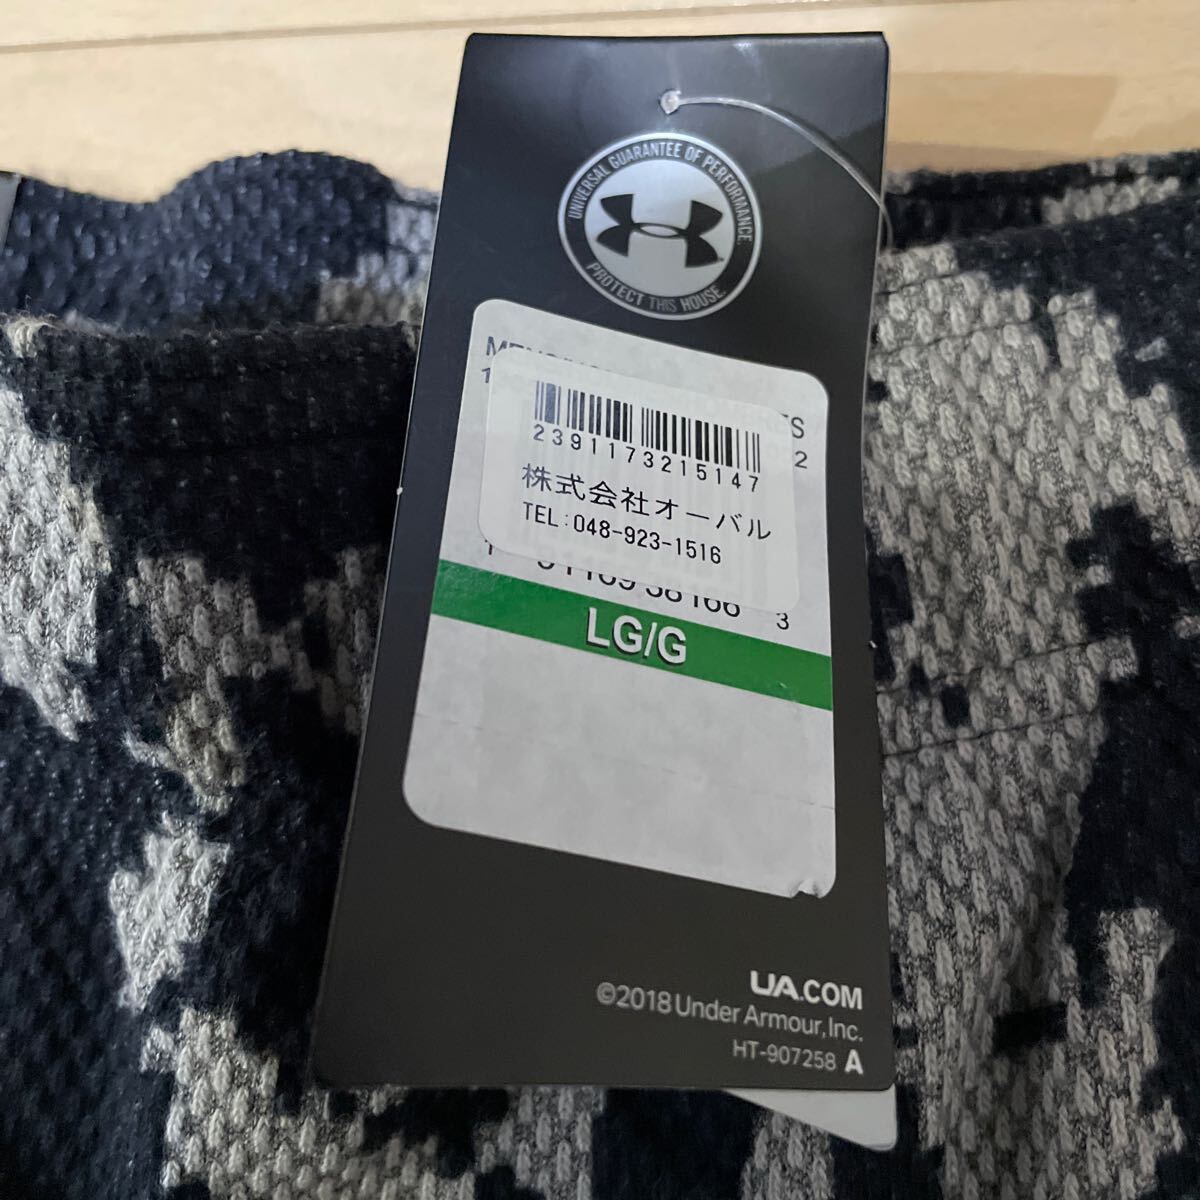 UNIVERSAL GUARANTEE OF PERFORMANCE
PROTECT THIS HOUSE
2391173215147
株式会社オーバル
TEL:048-923-1516
3
LG/G
UA.COM
©2018 Under Armour, Inc.
HT-907258 A